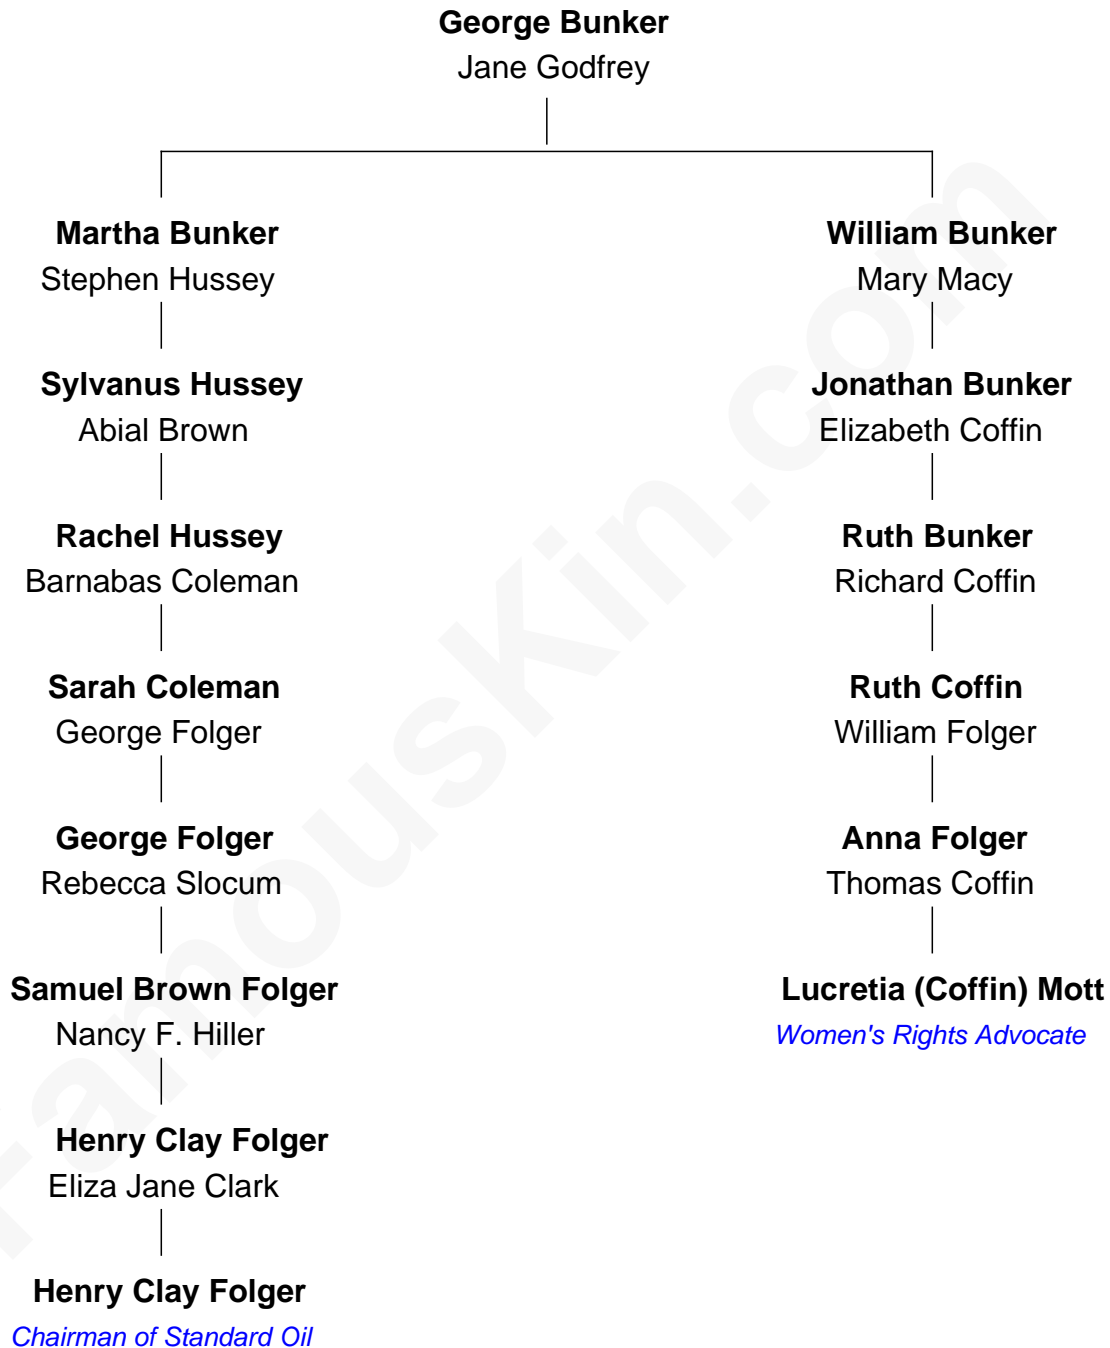 George Bunker
Jane Godfrey
Martha Bunker
Stephen Hussey
William Bunker
Mary Macy
Sylvanus Hussey
Abial Brown
Jonathan Bunker
Elizabeth Coffin
Rachel Hussey
Barnabas Coleman
Ruth Bunker
Richard Coffin
Sarah Coleman
George Folger
Ruth Coffin
William Folger
George Folger
Rebecca Slocum
Anna Folger
Thomas Coffin
Samuel Brown Folger
Nancy F. Hiller
Lucretia (Coffin) Mott
Women's Rights Advocate
Henry Clay Folger
Eliza Jane Clark
Henry Clay Folger
Chairman of Standard Oil
FamousKin.com